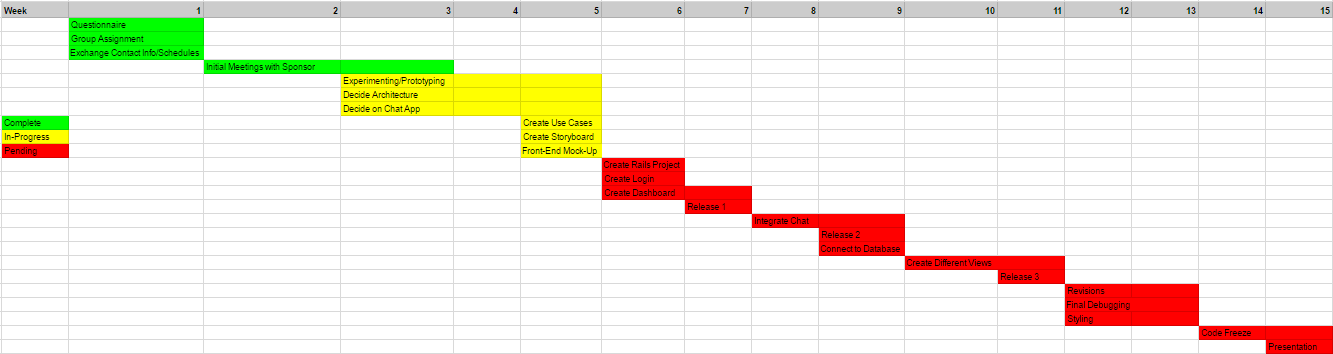 Week 1 2 3 4 5 6 7 8 9 10 11 12 13 14 15
Questionnaire
Group Assignment
Exchange Contact Info/Schedules
Initial Meetings with Sponsor
Experimenting/Prototyping
Decide Architecture
Decide on Chat App
Complete Create Use Cases
In-Progress Create Storyboard
Pending Front-End Mock-Up
Create Rails Project
Create Login
Create Dashboard
Release 1
Integrate Chat
Release 2
Connect to Database
Create Different Views
Release 3
Revisions
Final Debugging
Styling
Code Freeze
Presentation